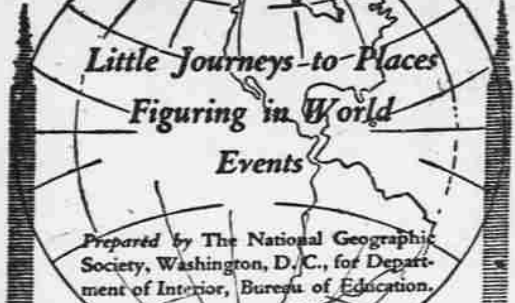 Little Journeys to Places
Figuring in World
Events
Prepared by The National Geographic
Society, Washington, D. C., for Depart-
ment of Interior, Bureau of Education.